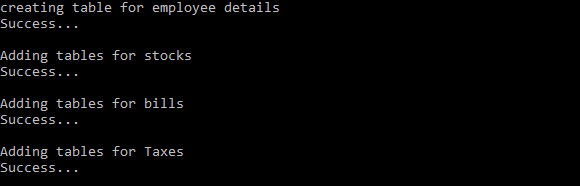 creating table for employee details
Success...
Adding tables for stocks
Success...
Adding tables for bills
Success...
Adding tables for Taxes
Success...